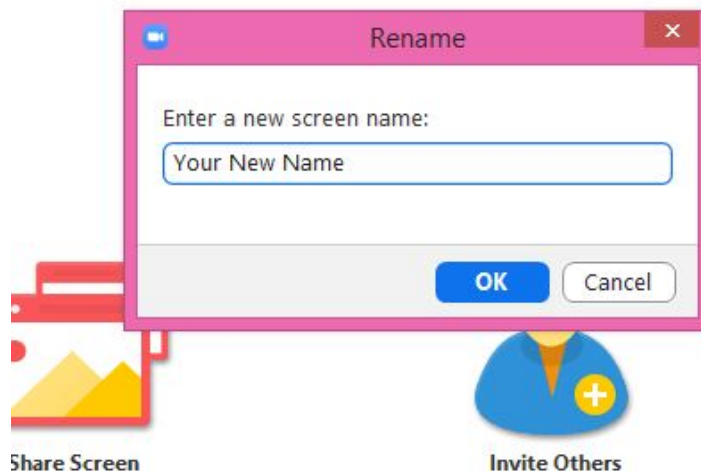 Rename
Enter a new screen name:
Your New Name
OK Cancel
Share Screen Invite Others